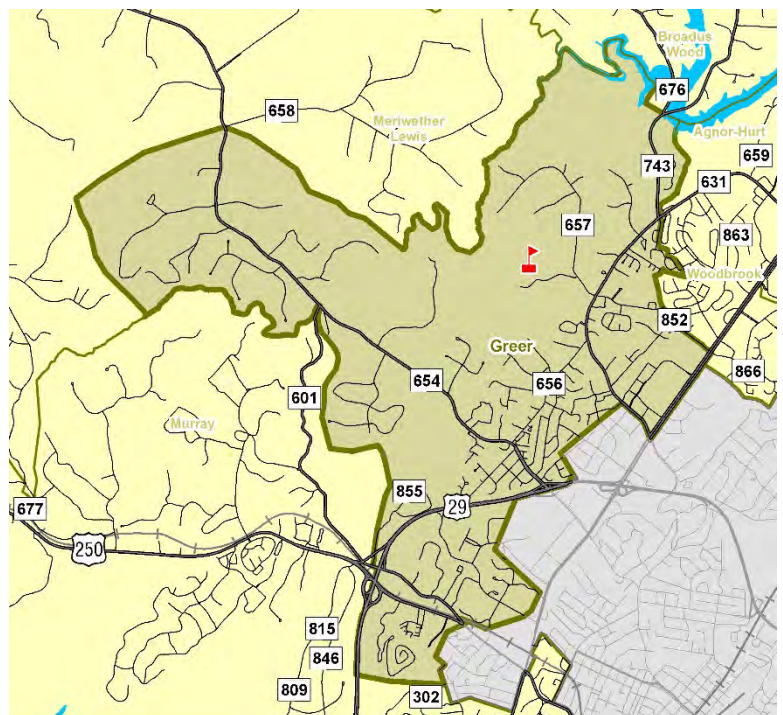 Broadus
Wood
676
658
Meriwether
Lewis
Agnor-Hurt
659
743
631
657
863
Woodbrook
852
Greer
866
654
656
601
Murray
855
29
677
250
815
846
809
302